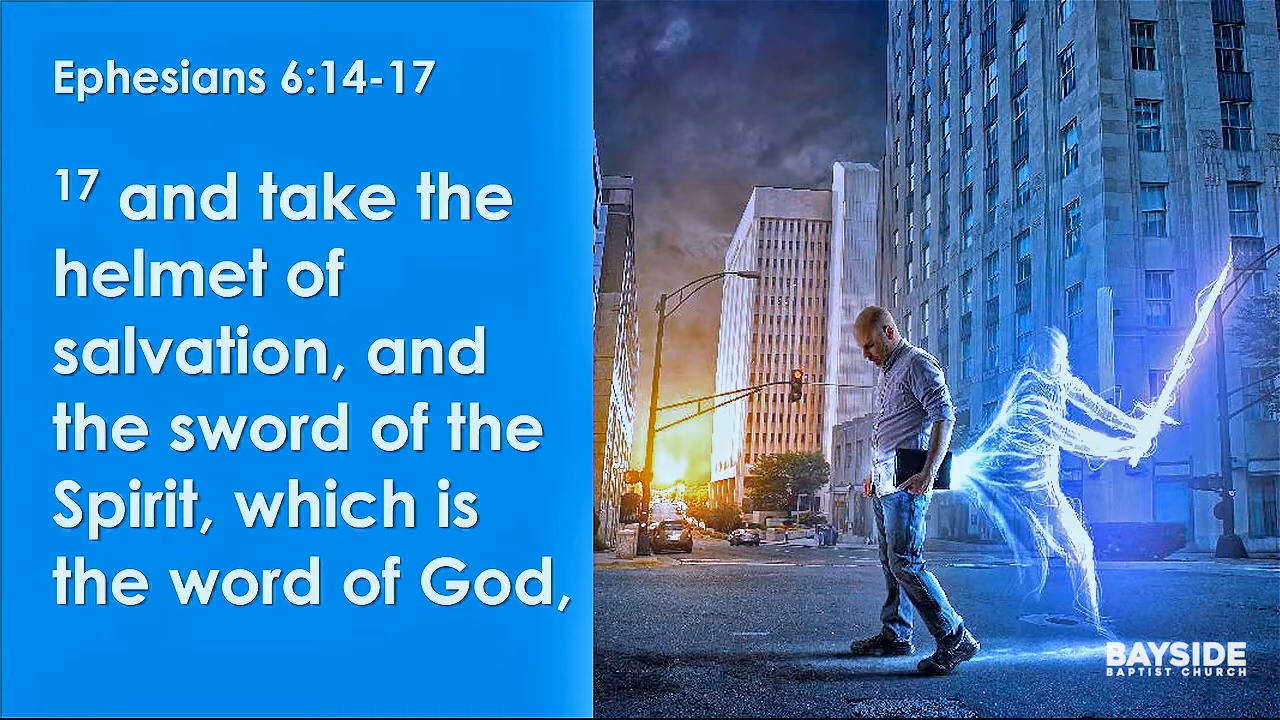 Ephesians 6:14-17
17 and take the
helmet of
salvation, and
the sword of the
Spirit, which is
the word of God,
BAYSIDE
BAPTIST CHURCH